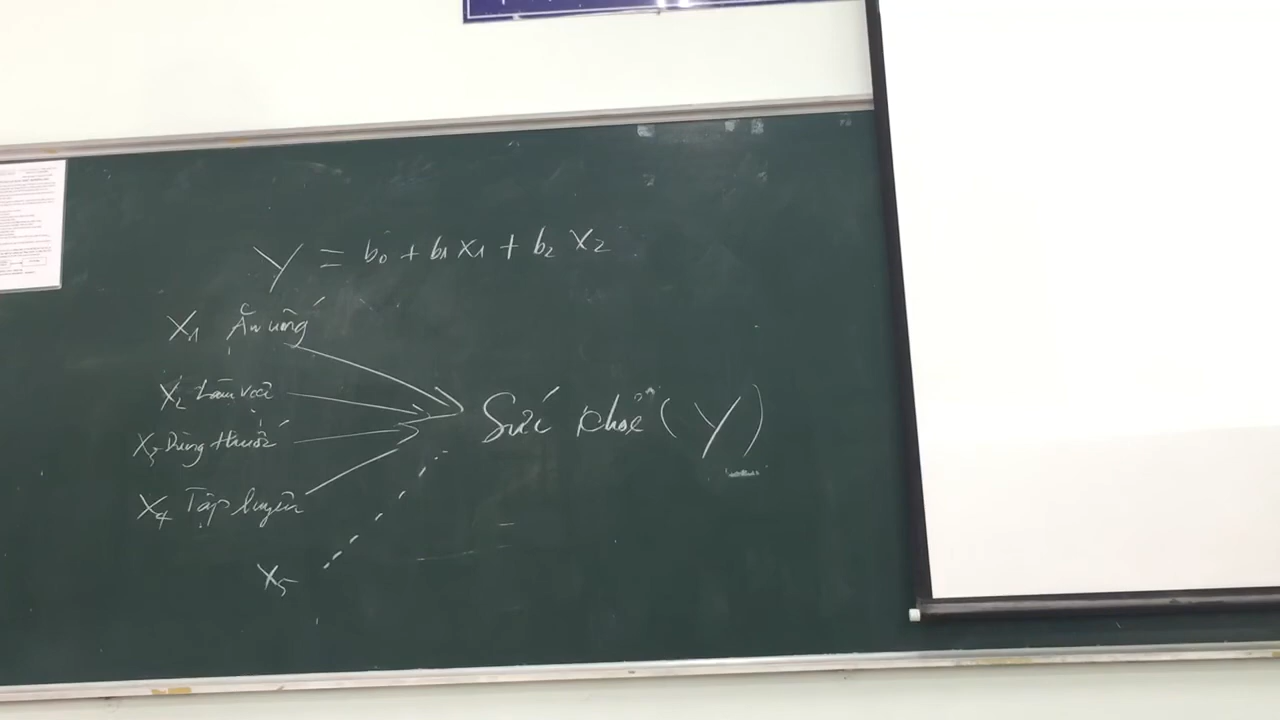 Y = b₀ + b₁ X₁ + b₂ X₂
X₁ Ăn uống
X₂ Làm việc
X₃ Dùng thuốc
X₄ Tập luyện
X₅
Sức khoẻ (Y)